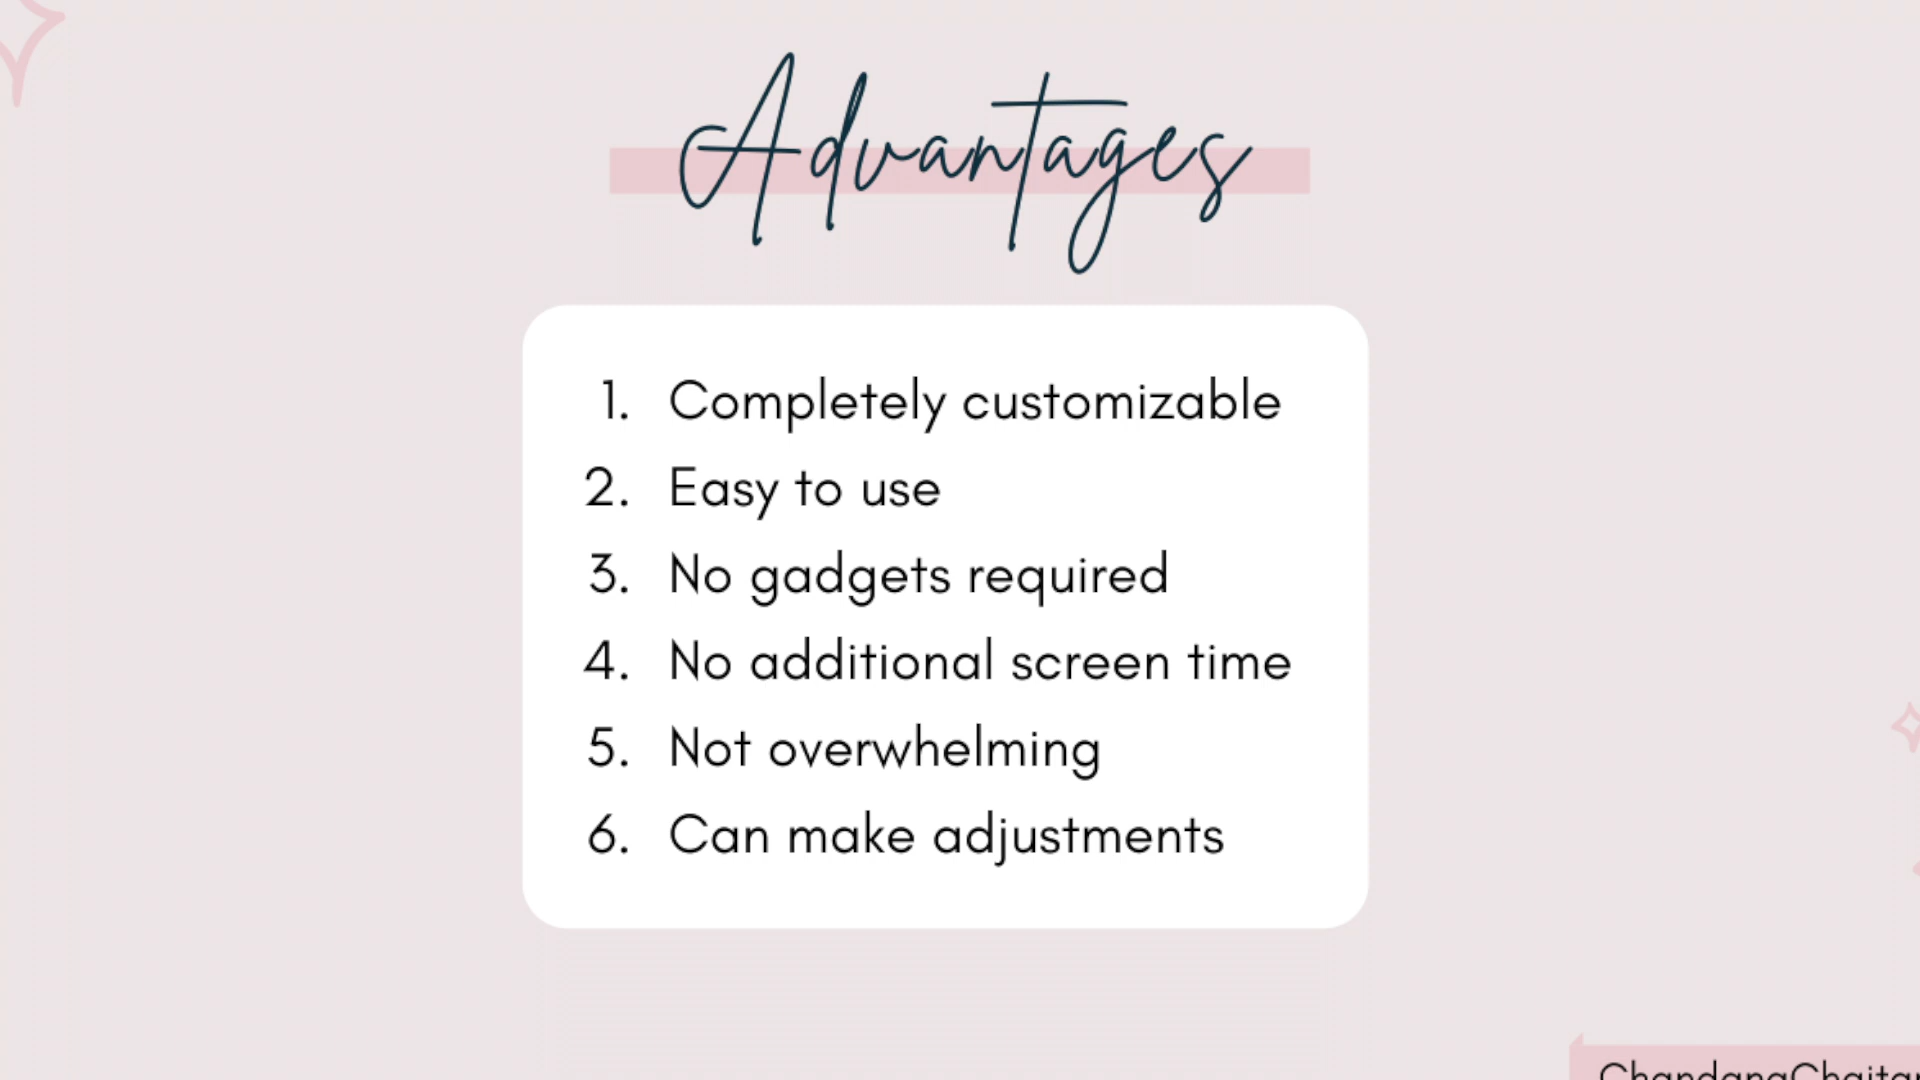 Advantages
1. Completely customizable
2. Easy to use
3. No gadgets required
4. No additional screen time
5. Not overwhelming
6. Can make adjustments